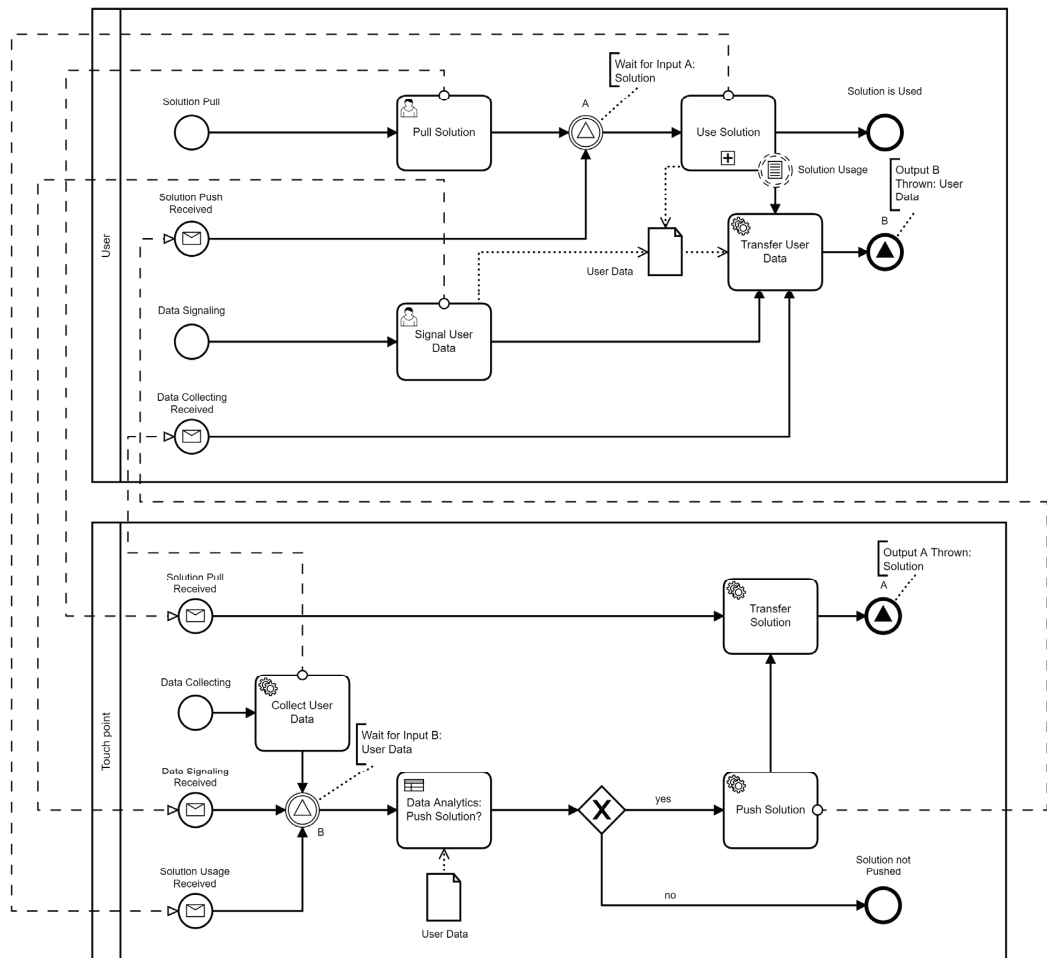 User
Solution Pull
Pull Solution
A
Wait for Input A:
Solution
Use Solution
Solution is Used
Solution Usage
Output B
Thrown: User
Data
B
Solution Push
Received
User Data
Transfer User
Data
Data Signaling
Signal User
Data
Data Collecting
Received
Touch point
Solution Pull
Received
Transfer
Solution
Output A Thrown:
Solution
A
Data Collecting
Collect User
Data
Wait for Input B:
User Data
Data Signaling
Received
B
Data Analytics:
Push Solution?
X
yes
Push Solution
Solution Usage
Received
User Data
no
Solution not
Pushed